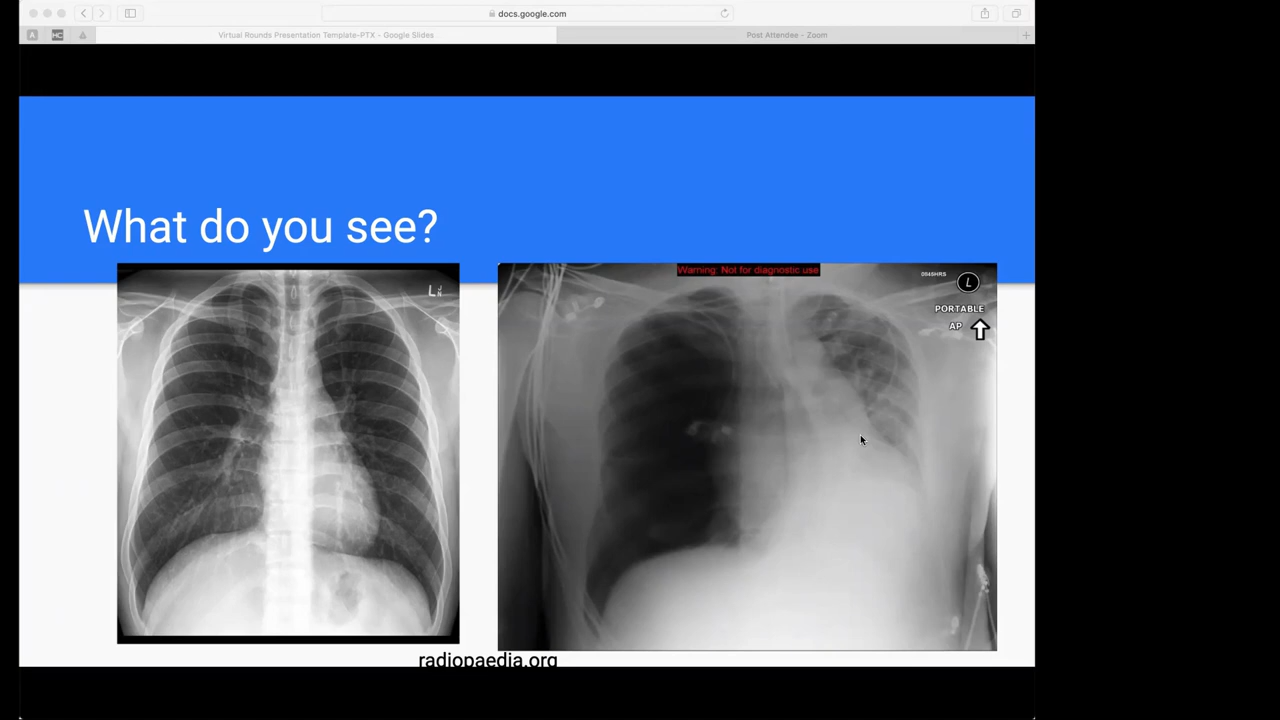 docs.google.com
Virtual Rounds Presentation Template-PTX - Google Slides
Post Attendee - Zoom
What do you see?
L
Warning: Not for diagnostic use
0545HRS
L
PORTABLE
AP
radiopaedia.org